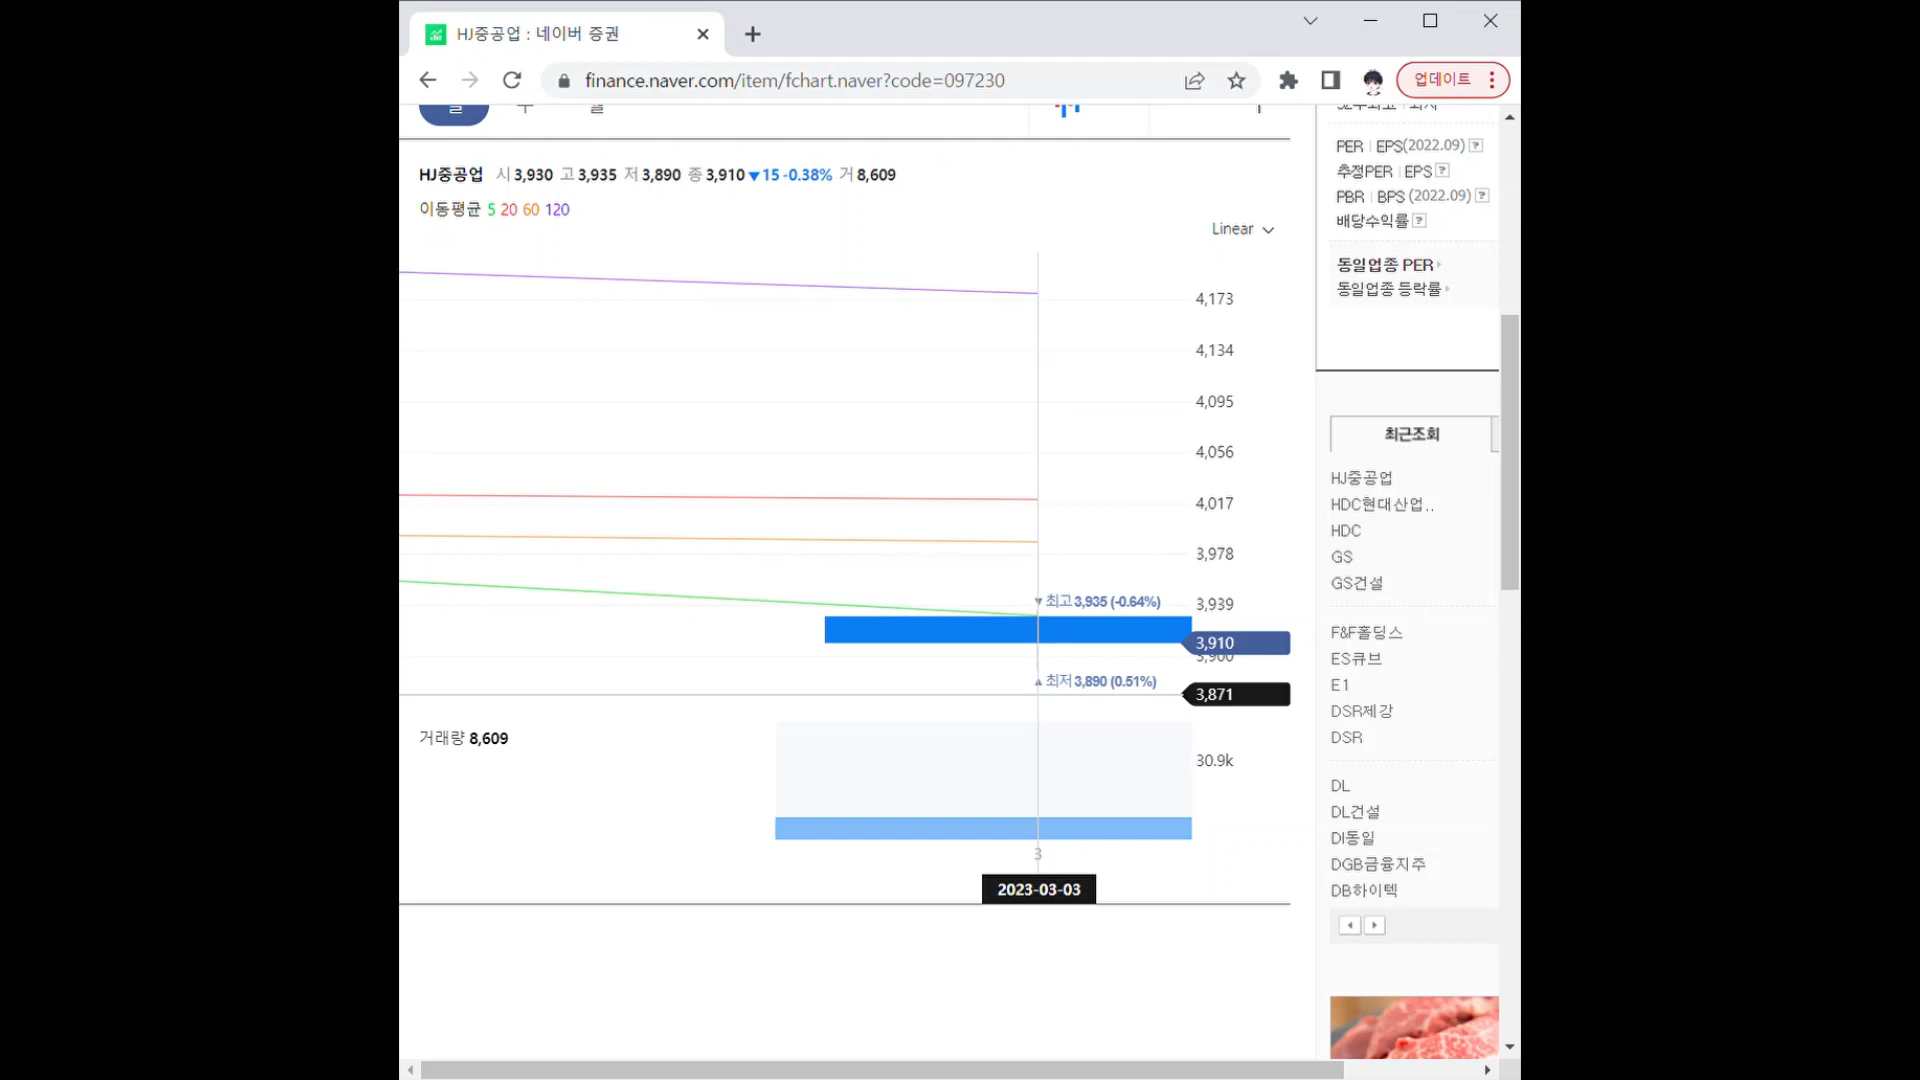 HJ중공업 : 네이버 증권
finance.naver.com/item/fchart.naver?code=097230
업데이트
HJ중공업 시 3,930 고 3,935 저 3,890 종 3,910 ▼15 -0.38% 거 8,609
이동평균 5 20 60 120
Linear
4,173
4,134
4,095
4,056
4,017
3,978
3,939
▼최고 3,935 (-0.64%)
3,910
3,900
▲최저 3,890 (0.51%)
3,871
거래량 8,609
30.9k
3
2023-03-03
PER | EPS(2022.09) ?
추정PER | EPS ?
PBR | BPS (2022.09) ?
배당수익률 ?
동일업종 PER
동일업종 등락률
최근조회
HJ중공업
HDC현대산업..
HDC
GS
GS건설
F&F홀딩스
ES큐브
E1
DSR제강
DSR
DL
DL건설
DI동일
DGB금융지주
DB하이텍